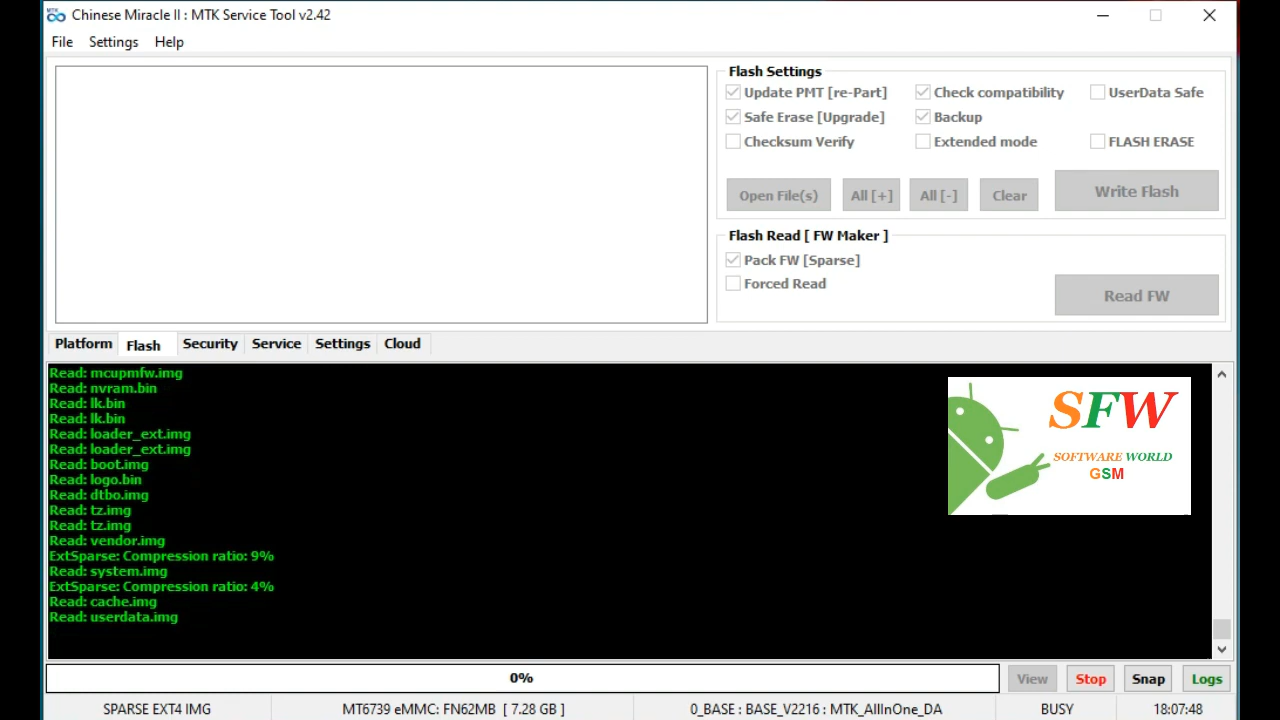 Chinese Miracle II : MTK Service Tool v2.42
File Settings Help
Flash Settings
Update PMT [re-Part] Check compatibility UserData Safe
Safe Erase [Upgrade] Backup
Checksum Verify Extended mode FLASH ERASE
Open File(s) All [+] All [-] Clear Write Flash
Flash Read [ FW Maker ]
Pack FW [Sparse]
Forced Read
Read FW
Platform Flash Security Service Settings Cloud
Read: mcupmfw.img
Read: nvram.bin
Read: lk.bin
Read: lk.bin
Read: loader_ext.img
Read: loader_ext.img
Read: boot.img
Read: logo.bin
Read: dtbo.img
Read: tz.img
Read: tz.img
Read: vendor.img
ExtSparse: Compression ratio: 9%
Read: system.img
ExtSparse: Compression ratio: 4%
Read: cache.img
Read: userdata.img
SFW
SOFTWARE WORLD
GSM
0% View Stop Snap Logs
SPARSE EXT4 IMG MT6739 eMMC: FN62MB [ 7.28 GB ] 0_BASE : BASE_V2216 : MTK_AllInOne_DA BUSY 18:07:48